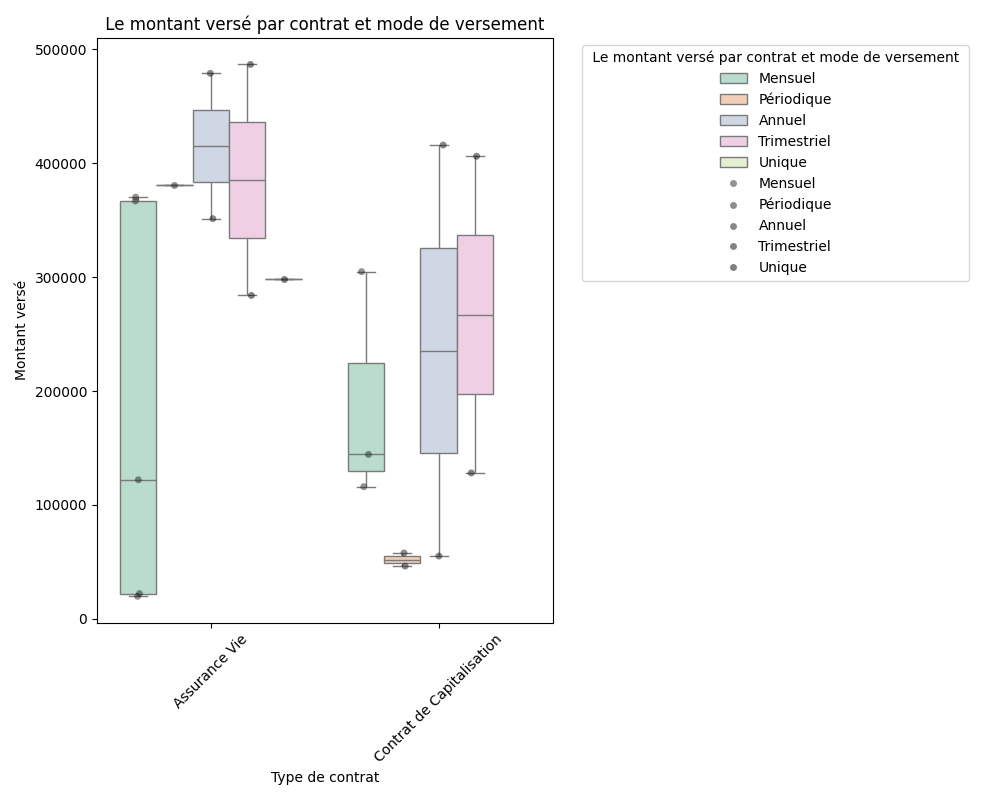 Le montant versé par contrat et mode de versement
Le montant versé par contrat et mode de versement
Mensuel
Périodique
Annuel
Trimestriel
Unique
Mensuel
Périodique
Annuel
Trimestriel
Unique
Montant versé
500000
400000
300000
200000
100000
0
Assurance Vie
Contrat de Capitalisation
Type de contrat